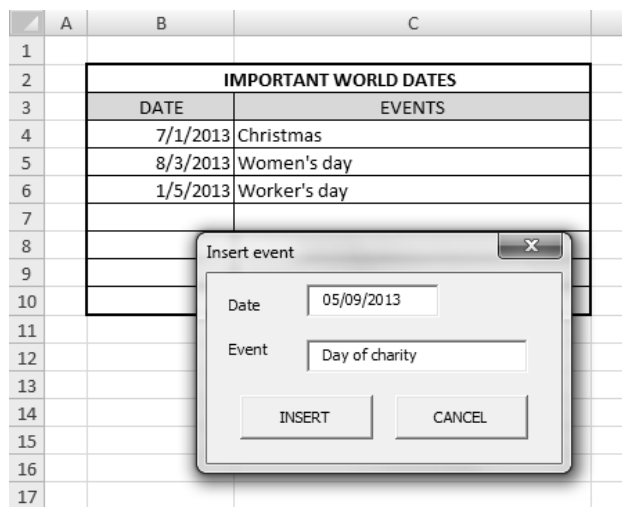 A B C
1
2 IMPORTANT WORLD DATES
3 DATE EVENTS
4 7/1/2013 Christmas
5 8/3/2013 Women's day
6 1/5/2013 Worker's day
7
8
9
10
11
12
13
14
15
16
17
Insert event X
Date 05/09/2013
Event Day of charity
INSERT CANCEL